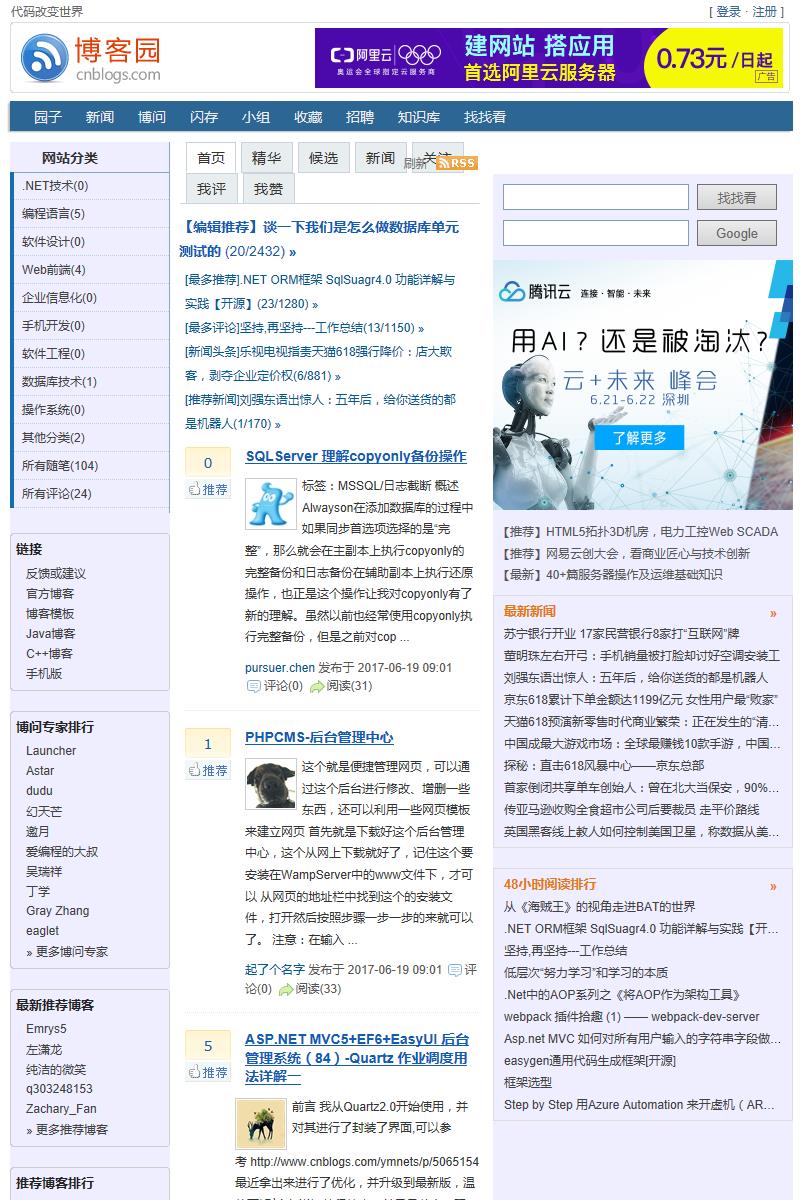 代码改变世界
[ 登录 · 注册 ]
博客园
cnblogs.com
阿里云
奥运会全球指定云服务商
建网站 搭应用
首选阿里云服务器
0.73元 /日起
广告
园子 新闻 博问 闪存 小组 收藏 招聘 知识库 找找看
网站分类
.NET技术(0)
编程语言(5)
软件设计(0)
Web前端(4)
企业信息化(0)
手机开发(0)
软件工程(0)
数据库技术(1)
操作系统(0)
其他分类(2)
所有随笔(104)
所有评论(24)
链接
反馈或建议
官方博客
博客模板
Java博客
C++博客
手机版
博问专家排行
Launcher
Astar
dudu
幻天芒
邀月
爱编程的大叔
吴瑞祥
丁学
Gray Zhang
eaglet
» 更多博问专家
最新推荐博客
Emrys5
左潇龙
纯洁的微笑
q303248153
Zachary_Fan
» 更多推荐博客
推荐博客排行
首页 精华 候选 新闻 关注
刷新 RSS
我评 我赞
【编辑推荐】谈一下我们是怎么做数据库单元
测试的 (20/2432) »
[最多推荐].NET ORM框架 SqlSuagr4.0 功能详解与
实践【开源】(23/1280) »
[最多评论]坚持,再坚持---工作总结(13/1150) »
[新闻头条]乐视电视指责天猫618强行降价：店大欺
客，剥夺企业定价权(6/881) »
[推荐新闻]刘强东语出惊人：五年后，给你送货的都
是机器人(1/170) »
0
推荐
SQLServer 理解copyonly备份操作
标签：MSSQL/日志截断 概述
Alwayson在添加数据库的过程中
如果同步首选项选择的是“完
整”，那么就会在主副本上执行copyonly的
完整备份和日志备份在辅助副本上执行还原
操作，也正是这个操作让我对copyonly有了
新的理解。虽然以前也经常使用copyonly执
行完整备份，但是之前对cop ...
pursuer.chen 发布于 2017-06-19 09:01
评论(0) 阅读(31)
1
推荐
PHPCMS-后台管理中心
这个就是便捷管理网页，可以通
过这个后台进行修改、增删一些
东西，还可以利用一些网页模板
来建立网页 首先就是下载好这个后台管理
中心，这个从网上下载就好了，记住这个要
安装在WampServer中的www文件下，才可
以 从网页的地址栏中找到这个的安装文
件，打开然后按照步骤一步一步的来就可以
了。 注意：在输入 ...
起了个名字 发布于 2017-06-19 09:01 评
论(0) 阅读(33)
5
推荐
ASP.NET MVC5+EF6+EasyUI 后台
管理系统（84）-Quartz 作业调度用
法详解一
前言 我从Quartz2.0开始使用，并
对其进行了封装了界面,可以参
考 http://www.cnblogs.com/ymnets/p/5065154
最近拿出来进行了优化，并升级到最新版，温
找找看
Google
腾讯云 连接·智能·未来
用AI？还是被淘汰？
云+未来 峰会
6.21-6.22 深圳
了解更多
【推荐】HTML5拓扑3D机房，电力工控Web SCADA
【推荐】网易云创大会，看商业匠心与技术创新
【最新】40+篇服务器操作及运维基础知识
最新新闻 »
苏宁银行开业 17家民营银行8家打“互联网”牌
董明珠左右开弓：手机销量被打脸却讨好空调安装工
刘强东语出惊人：五年后，给你送货的都是机器人
京东618累计下单金额达1199亿元 女性用户最“败家”
天猫618预演新零售时代商业繁荣：正在发生的“清...
中国成最大游戏市场：全球最赚钱10款手游，中国...
探秘：直击618风暴中心——京东总部
首家倒闭共享单车创始人：曾在北大当保安，90%...
传亚马逊收购全食超市公司后要裁员 走平价路线
英国黑客线上教人如何控制美国卫星，称数据从美...
48小时阅读排行 »
从《海贼王》的视角走进BAT的世界
.NET ORM框架 SqlSuagr4.0 功能详解与实践【开...
坚持,再坚持---工作总结
低层次“努力学习”和学习的本质
.Net中的AOP系列之《将AOP作为架构工具》
webpack 插件拾趣 (1) —— webpack-dev-server
Asp.net MVC 如何对所有用户输入的字符串字段做...
easygen通用代码生成框架[开源]
框架选型
Step by Step 用Azure Automation 来开虚机（AR...